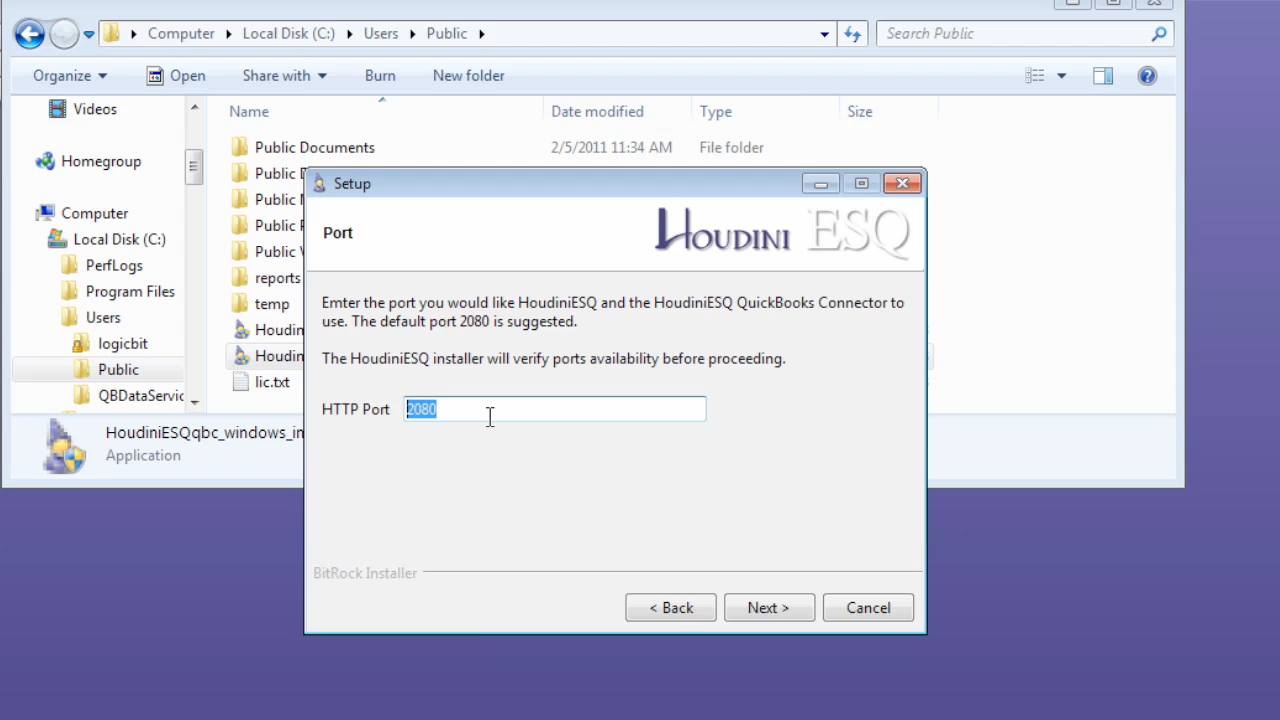 Computer Local Disk (C:) Users Public
Search Public
Organize Open Share with Burn New folder
Name Date modified Type Size
Videos
Homegroup
Computer
Local Disk (C:)
PerfLogs
Program Files
Users
logicbit
Public
QBDataServic
Public Documents 2/5/2011 11:34 AM File folder
Public
Public
Public
Public
reports
temp
Houdin
Houdin
lic.txt
HoudiniESQqbc_windows_in
Application
Setup
Port
HOUDINI ESQ
Emter the port you would like HoudiniESQ and the HoudiniESQ QuickBooks Connector to
use. The default port 2080 is suggested.
The HoudiniESQ installer will verify ports availability before proceeding.
HTTP Port 2080
BitRock Installer
< Back Next > Cancel